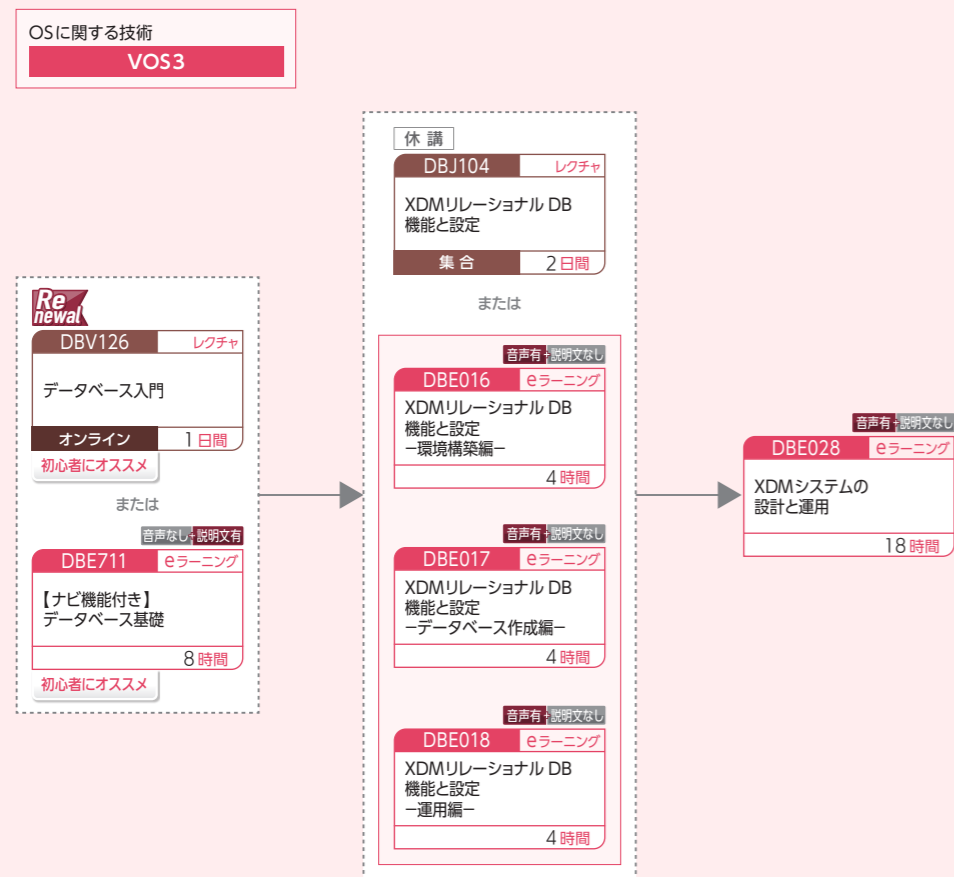 OSに関する技術
VOS3
Re
newal
DBV126 レクチャ
データベース入門
オンライン 1日間
初心者にオススメ
または
音声なし+説明文有
DBE711 eラーニング
【ナビ機能付き】
データベース基礎
8時間
初心者にオススメ
休 講
DBJ104 レクチャ
XDMリレーショナル DB
機能と設定
集 合 2日間
または
音声有+説明文なし
DBE016 eラーニング
XDMリレーショナル DB
機能と設定
−環境構築編−
4時間
音声有+説明文なし
DBE017 eラーニング
XDMリレーショナル DB
機能と設定
−データベース作成編−
4時間
音声有+説明文なし
DBE018 eラーニング
XDMリレーショナル DB
機能と設定
−運用編−
4時間
音声有+説明文なし
DBE028 eラーニング
XDMシステムの
設計と運用
18時間